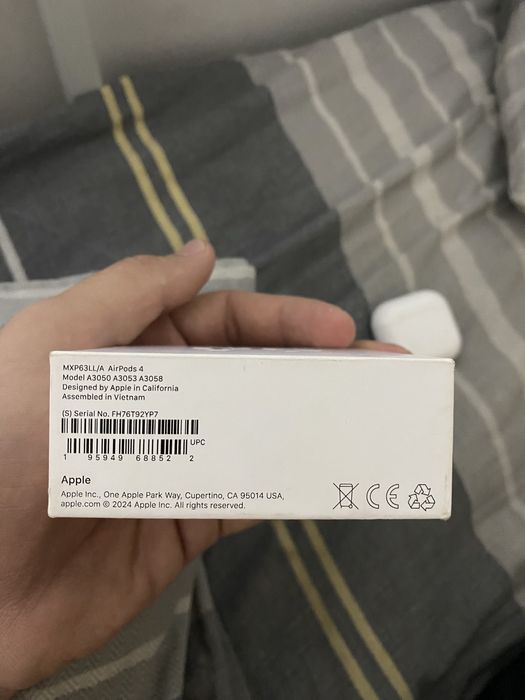 MXP63LL/A AirPods 4
Model A3050 A3053 A3058
Designed by Apple in California
Assembled in Vietnam
(S) Serial No. FH76T92YP7
UPC
1 95949 68852 2
Apple
Apple Inc., One Apple Park Way, Cupertino, CA 95014 USA,
apple.com © 2024 Apple Inc. All rights reserved.
CE